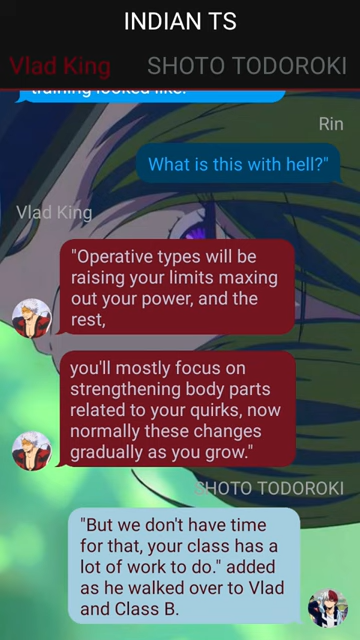 INDIAN TS
Vlad King SHOTO TODOROKI
training looked like.
Rin
What is this with hell?"
Vlad King
"Operative types will be
raising your limits maxing
out your power, and the
rest,
you'll mostly focus on
strengthening body parts
related to your quirks, now
normally these changes
gradually as you grow."
SHOTO TODOROKI
"But we don't have time
for that, your class has a
lot of work to do." added
as he walked over to Vlad
and Class B.